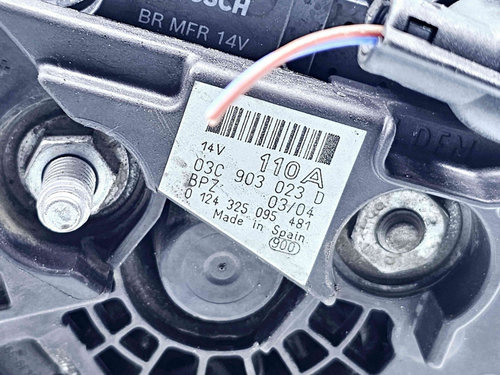 BR MFR 14V
14V 110A
03C 903 023 D
BPZ 03/04
0 124 325 095 481
Made in Spain
900